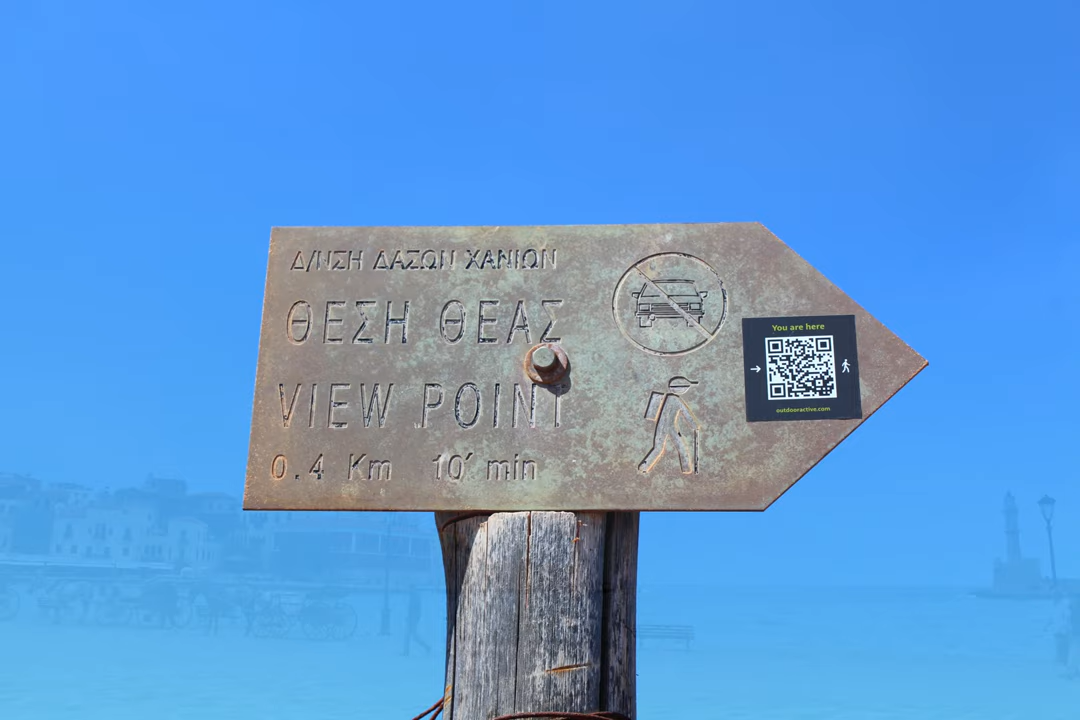 Δ/ΝΣΗ ΔΑΣΩΝ ΧΑΝΙΩΝ
ΘΕΣΗ ΘΕΑΣ
VIEW POINT
0.4 Km 10′ min
You are here
outdooractive.com